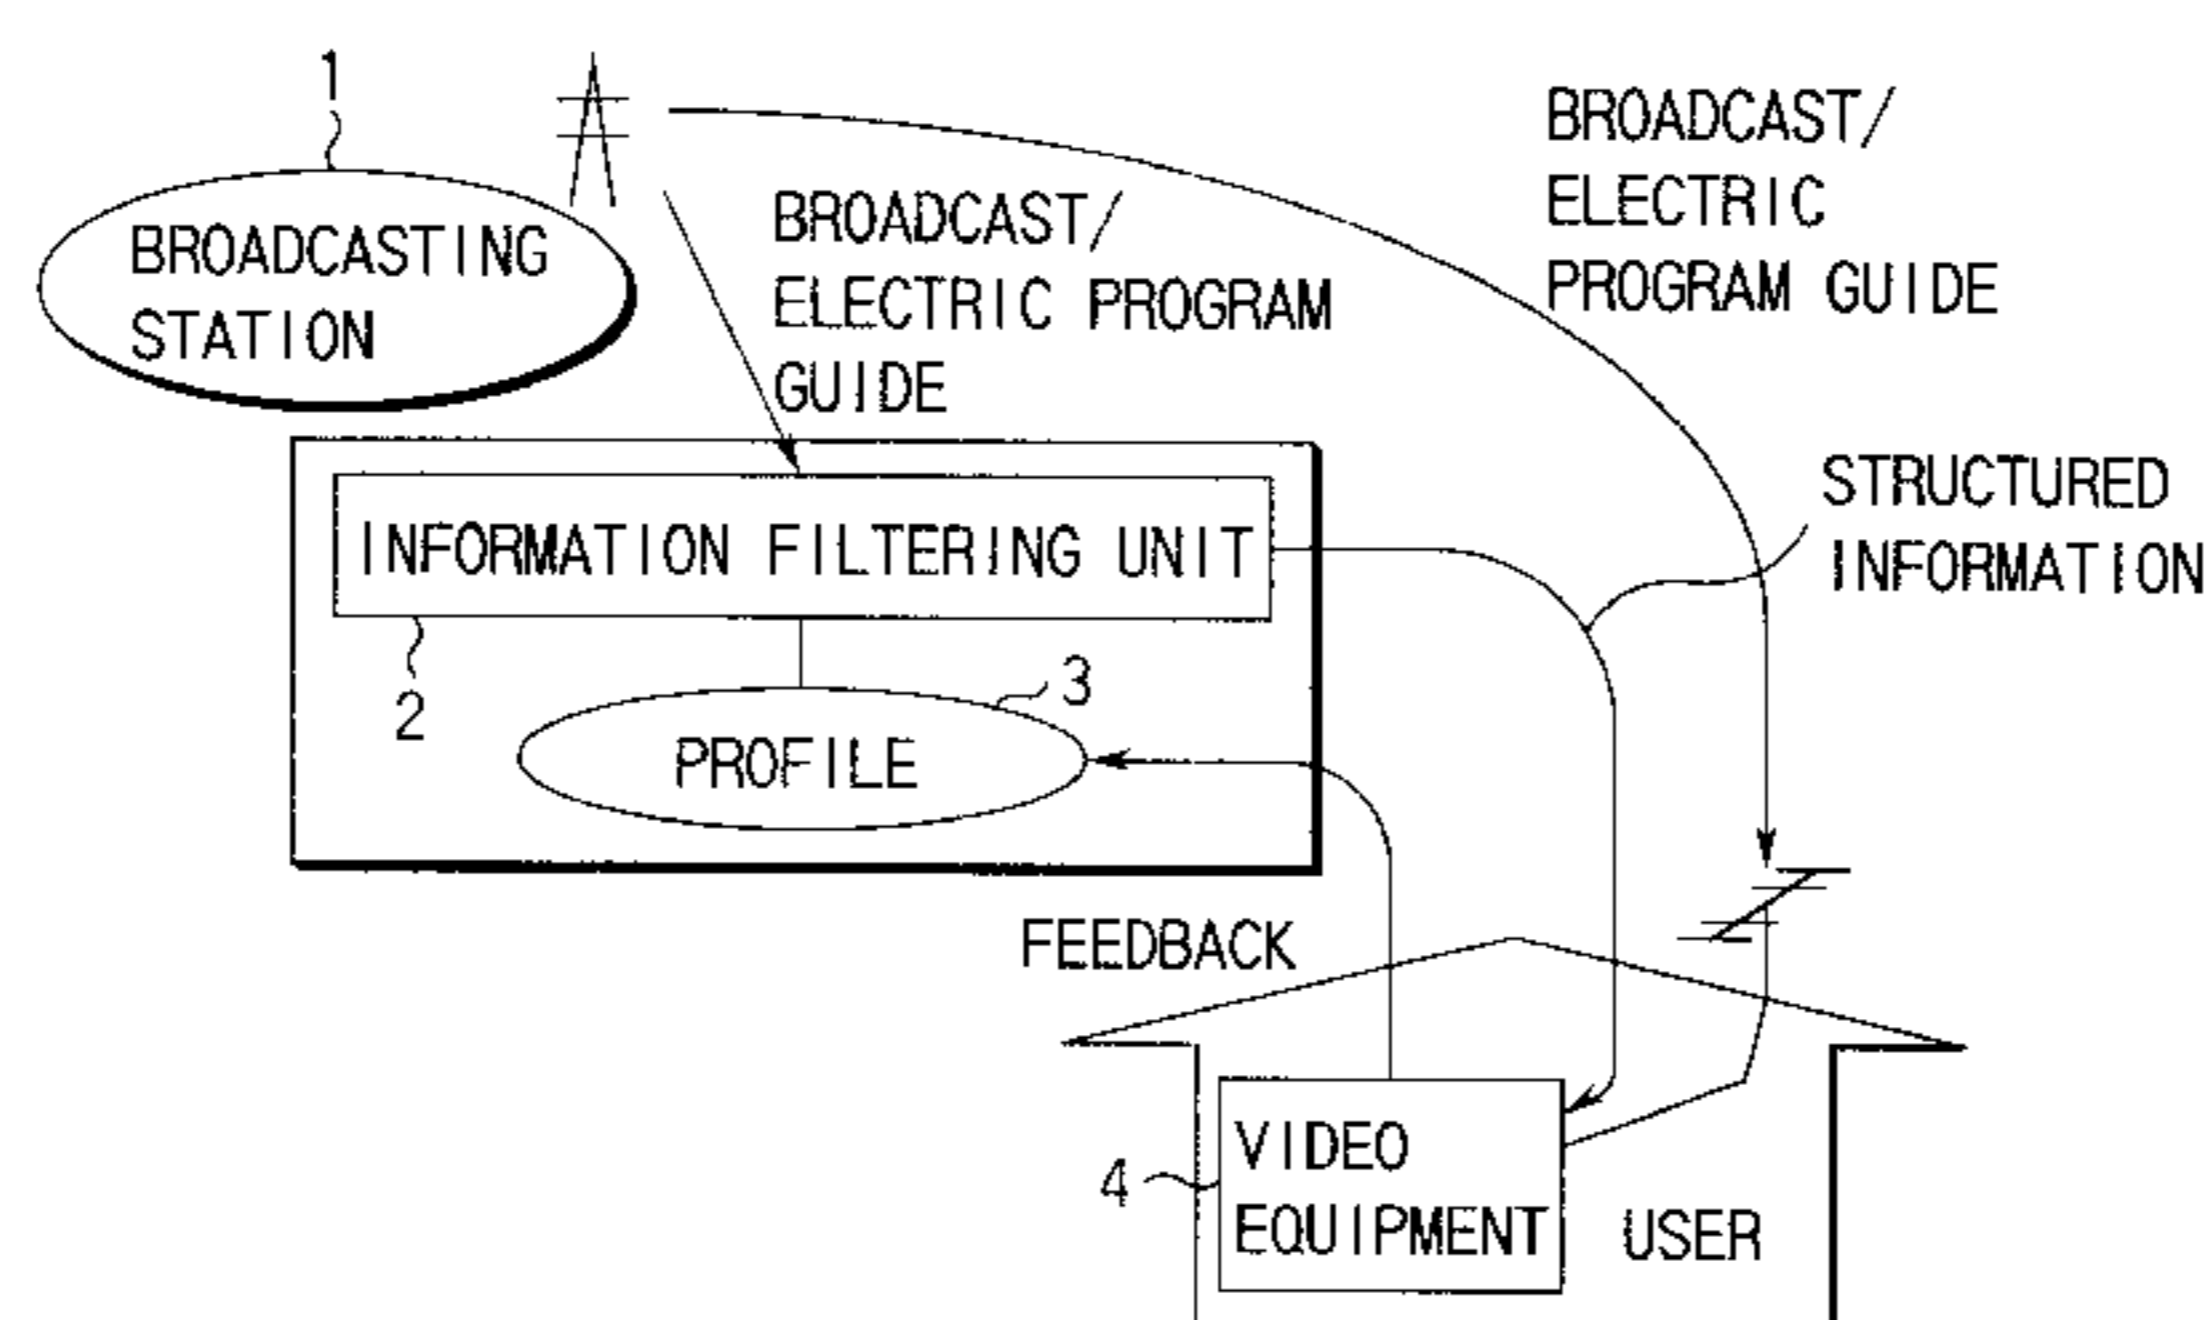 1
BROADCASTING
STATION
BROADCAST/
ELECTRIC PROGRAM
GUIDE
BROADCAST/
ELECTRIC
PROGRAM GUIDE
STRUCTURED
INFORMATION
INFORMATION FILTERING UNIT
2
3
PROFILE
FEEDBACK
4
VIDEO
EQUIPMENT
USER